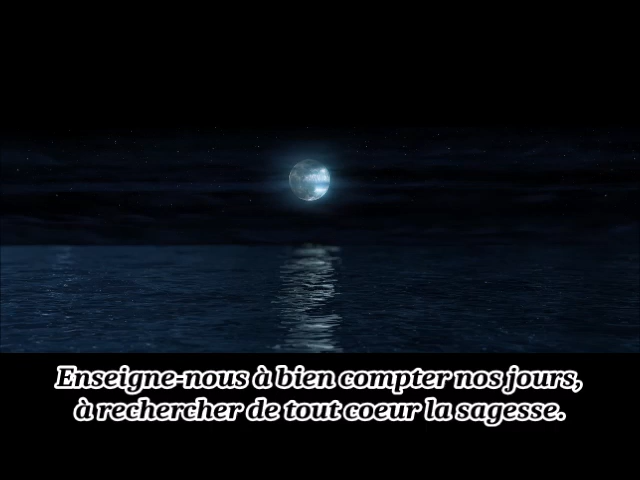 Enseigne-nous à bien compter nos jours,
à rechercher de tout coeur la sagesse.